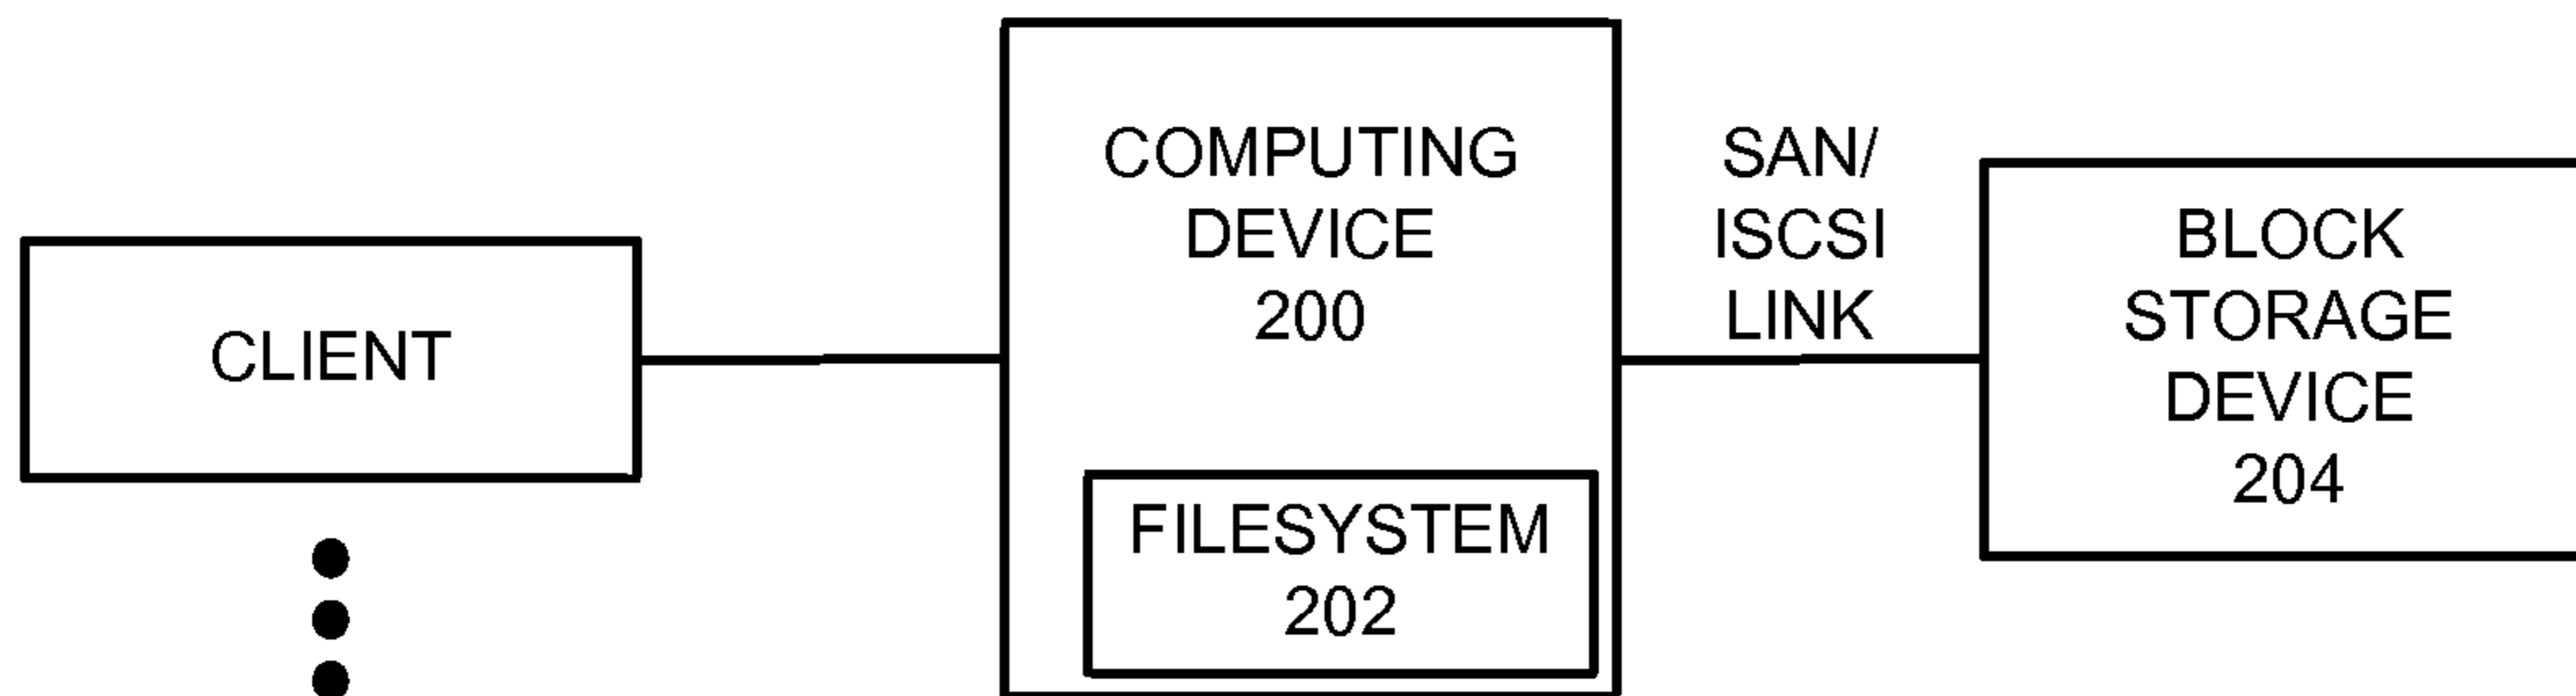 CLIENT
COMPUTING
DEVICE
200
FILESYSTEM
202
SAN/
ISCSI
LINK
BLOCK
STORAGE
DEVICE
204